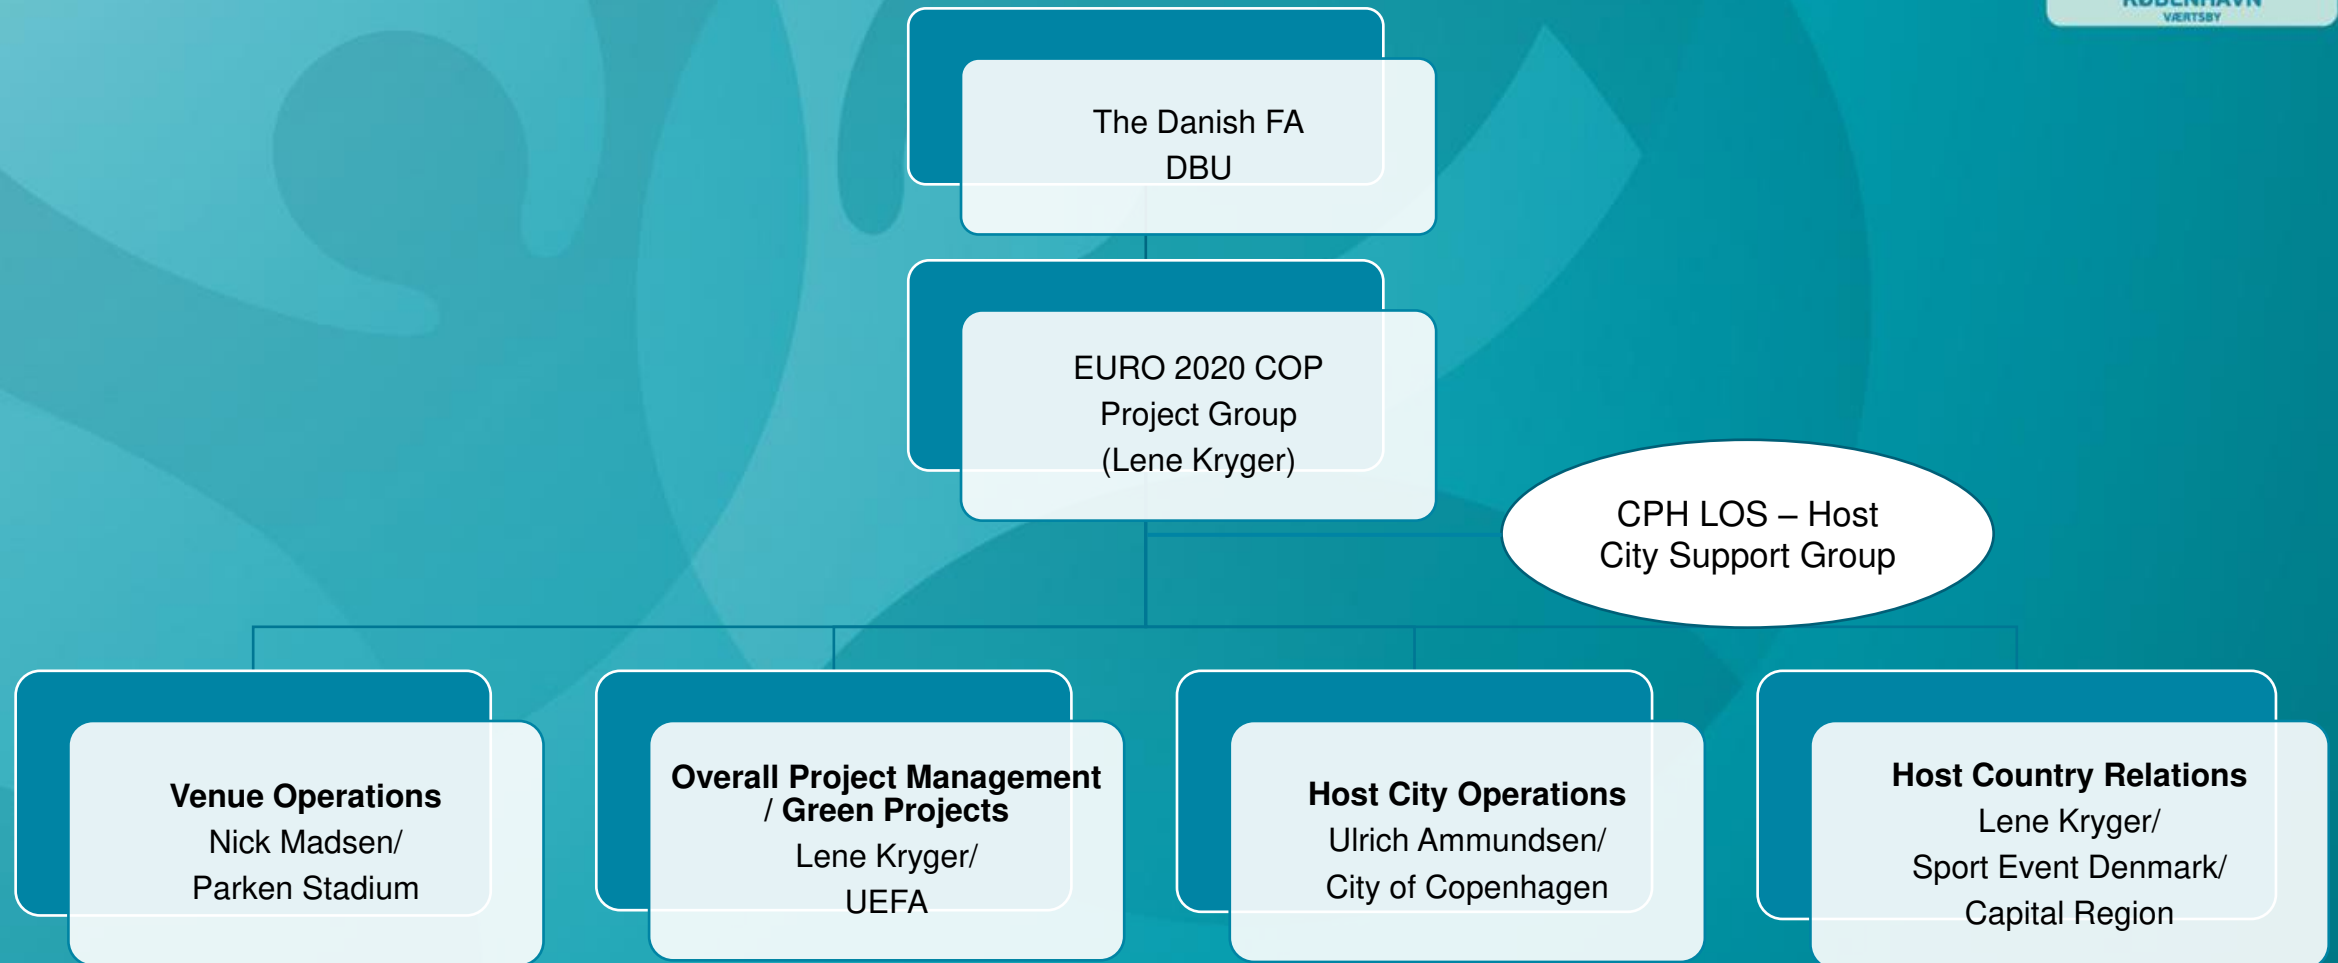 VÆRTSBY
The Danish FA
DBU
EURO 2020 COP
Project Group
(Lene Kryger)
CPH LOS – Host
City Support Group
Venue Operations
Nick Madsen/
Parken Stadium
Overall Project Management
/ Green Projects
Lene Kryger/
UEFA
Host City Operations
Ulrich Ammundsen/
City of Copenhagen
Host Country Relations
Lene Kryger/
Sport Event Denmark/
Capital Region